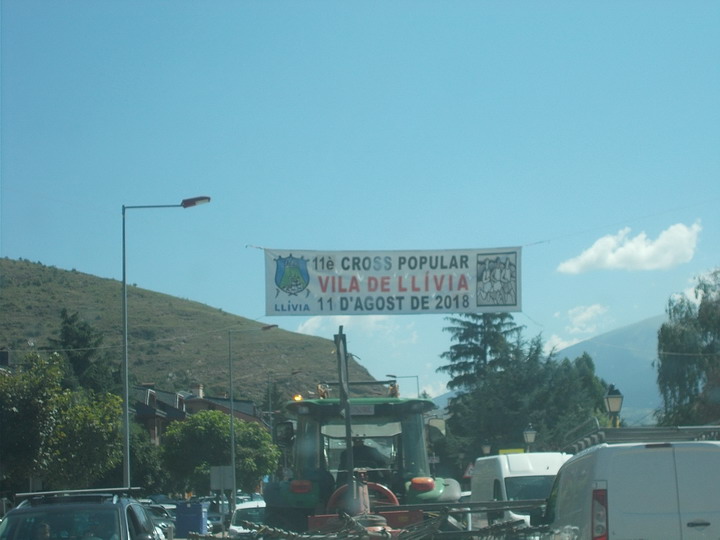 11è CROSS POPULAR
VILA DE LLÍVIA
11 D'AGOST DE 2018
LLÍVIA